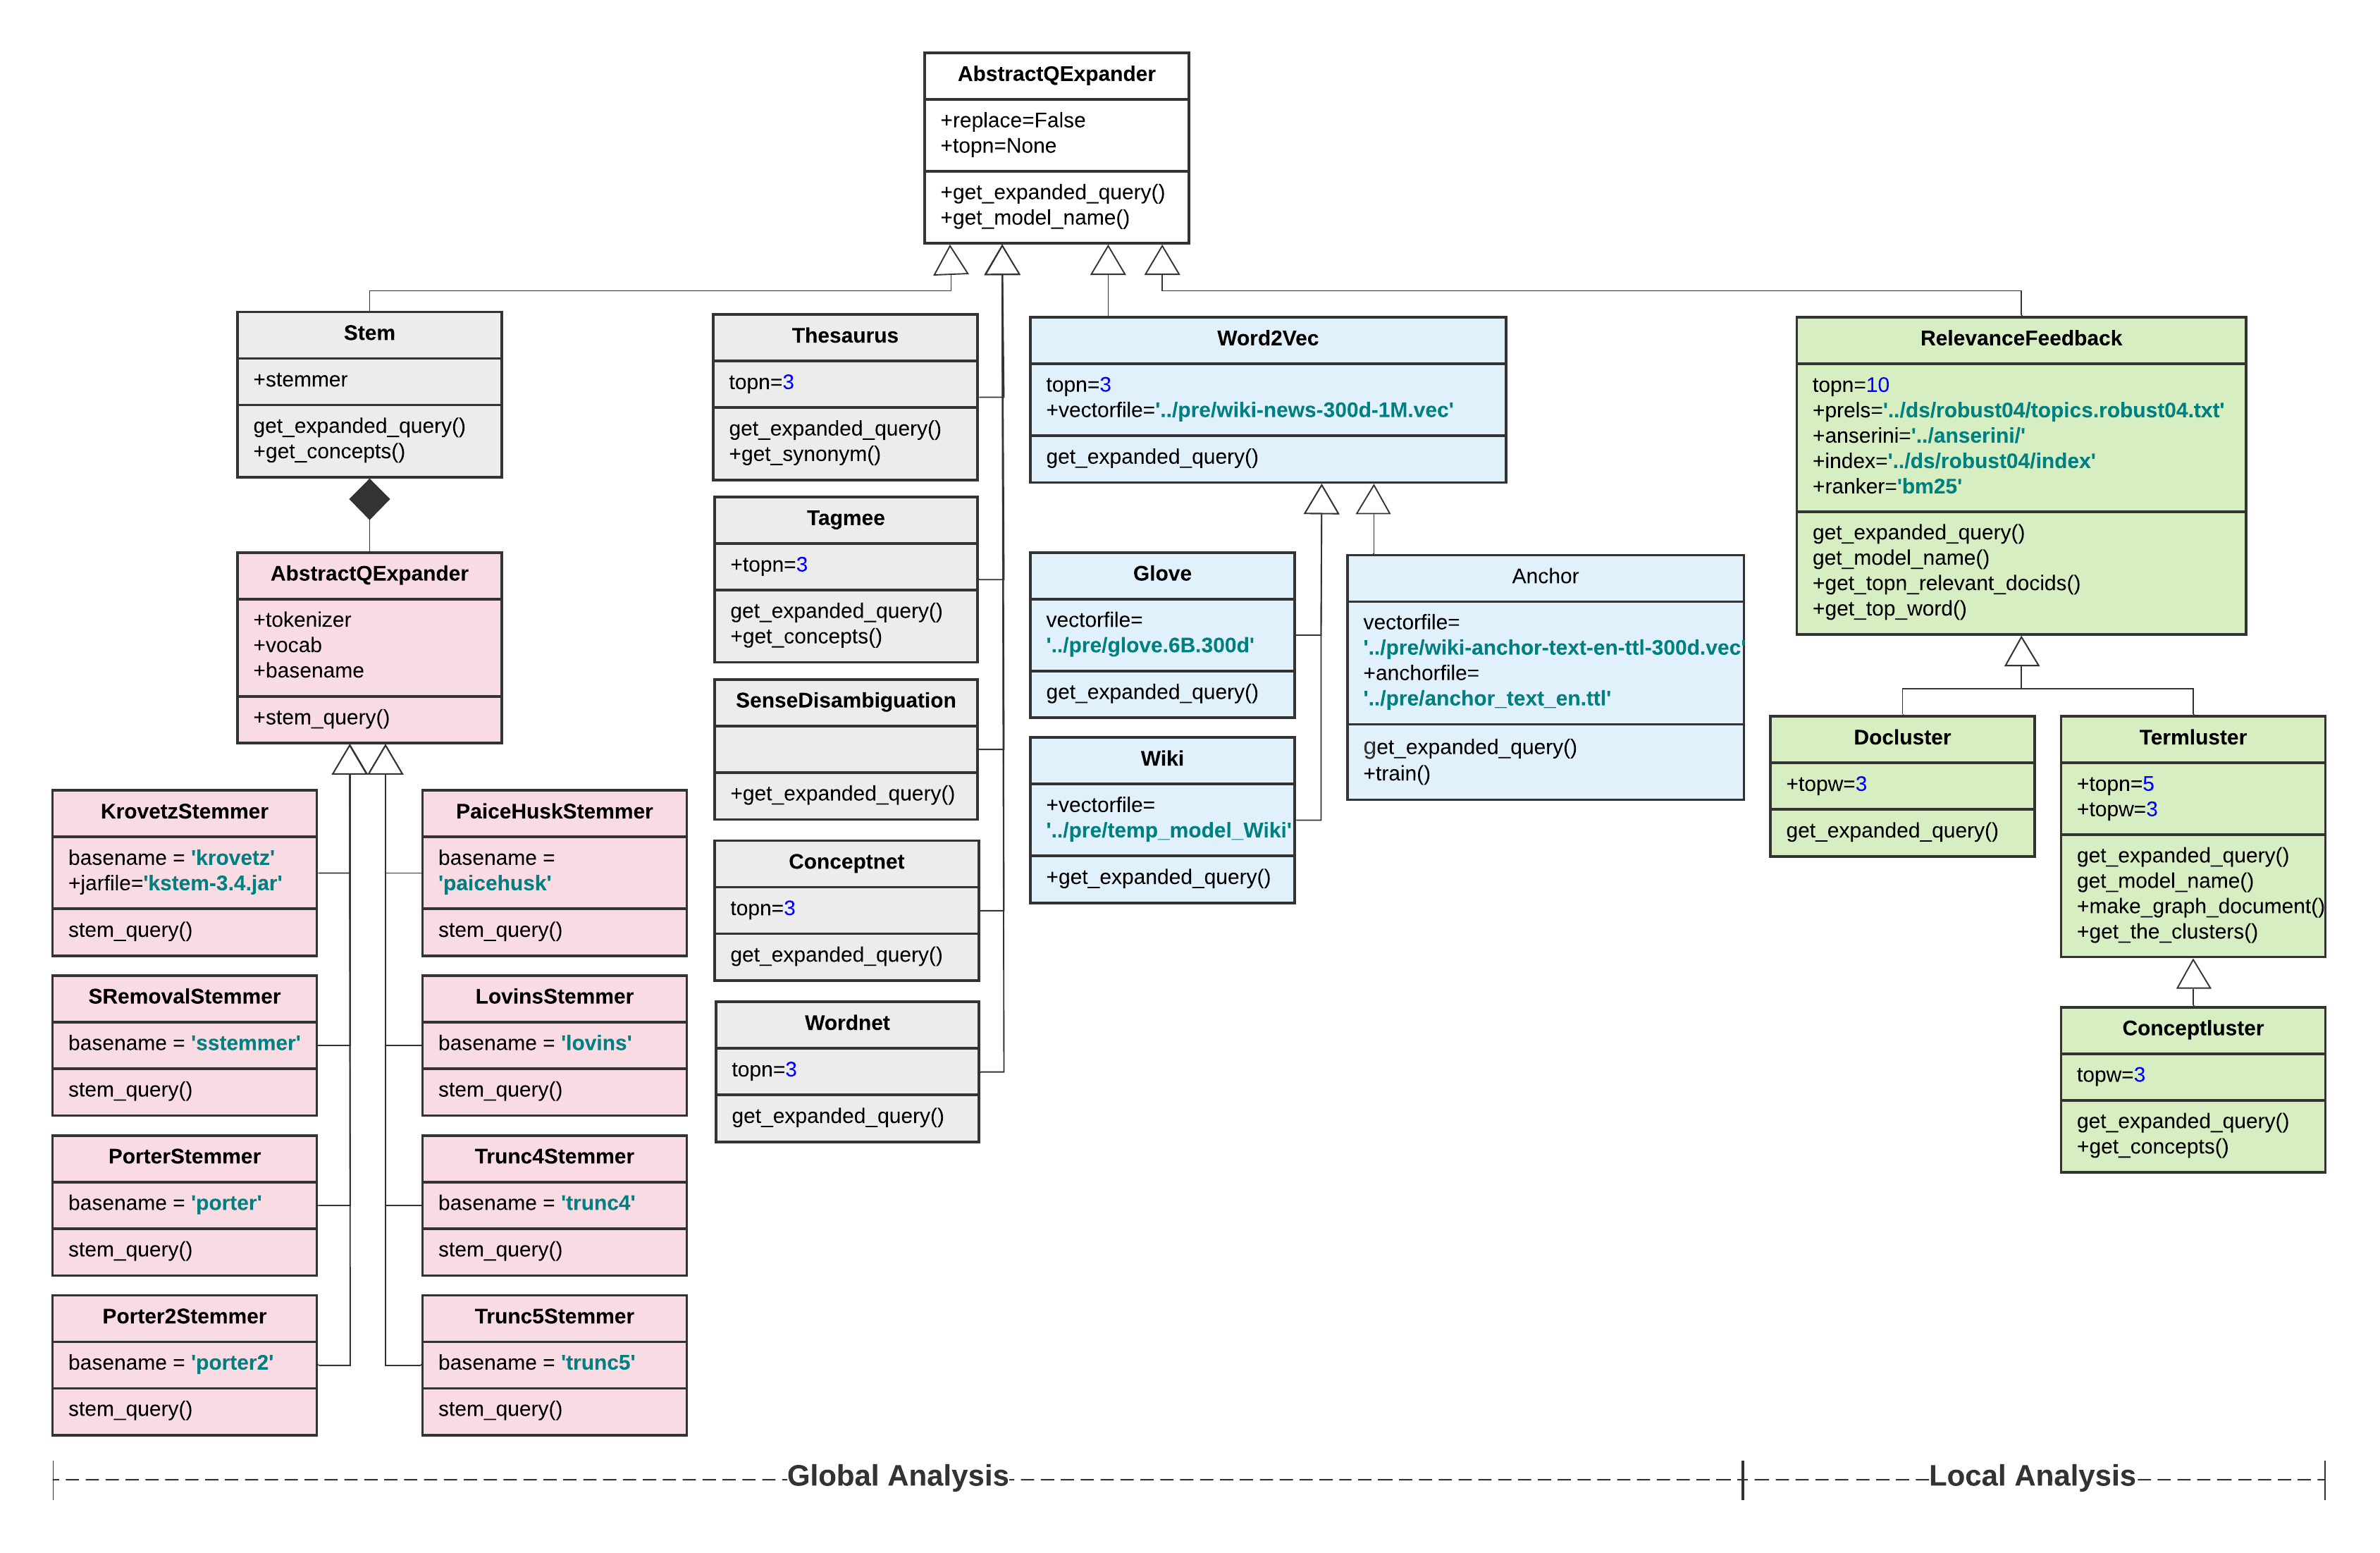 AbstractQExpander
+replace=False
+topn=None
+get_expanded_query()
+get_model_name()
Stem
+stemmer
get_expanded_query()
+get_concepts()
AbstractQExpander
+tokenizer
+vocab
+basename
+stem_query()
KrovetzStemmer
basename = 'krovetz'
+jarfile='kstem-3.4.jar'
stem_query()
PaiceHuskStemmer
basename =
'paicehusk'
stem_query()
SRemovalStemmer
basename = 'sstemmer'
stem_query()
LovinsStemmer
basename = 'lovins'
stem_query()
PorterStemmer
basename = 'porter'
stem_query()
Trunc4Stemmer
basename = 'trunc4'
stem_query()
Porter2Stemmer
basename = 'porter2'
stem_query()
Trunc5Stemmer
basename = 'trunc5'
stem_query()
Thesaurus
topn=3
get_expanded_query()
+get_synonym()
Tagmee
+topn=3
get_expanded_query()
+get_concepts()
SenseDisambiguation
+get_expanded_query()
Conceptnet
topn=3
get_expanded_query()
Wordnet
topn=3
get_expanded_query()
Word2Vec
topn=3
+vectorfile='../pre/wiki-news-300d-1M.vec'
get_expanded_query()
Glove
vectorfile=
'../pre/glove.6B.300d'
get_expanded_query()
Wiki
+vectorfile=
'../pre/temp_model_Wiki'
+get_expanded_query()
Anchor
vectorfile=
'../pre/wiki-anchor-text-en-ttl-300d.vec'
+anchorfile=
'../pre/anchor_text_en.ttl'
get_expanded_query()
+train()
RelevanceFeedback
topn=10
+prels='../ds/robust04/topics.robust04.txt'
+anserini='../anserini/'
+index='../ds/robust04/index'
+ranker='bm25'
get_expanded_query()
get_model_name()
+get_topn_relevant_docids()
+get_top_word()
Docluster
+topw=3
get_expanded_query()
Termluster
+topn=5
+topw=3
get_expanded_query()
get_model_name()
+make_graph_document()
+get_the_clusters()
Conceptluster
topw=3
get_expanded_query()
+get_concepts()
Global Analysis
Local Analysis